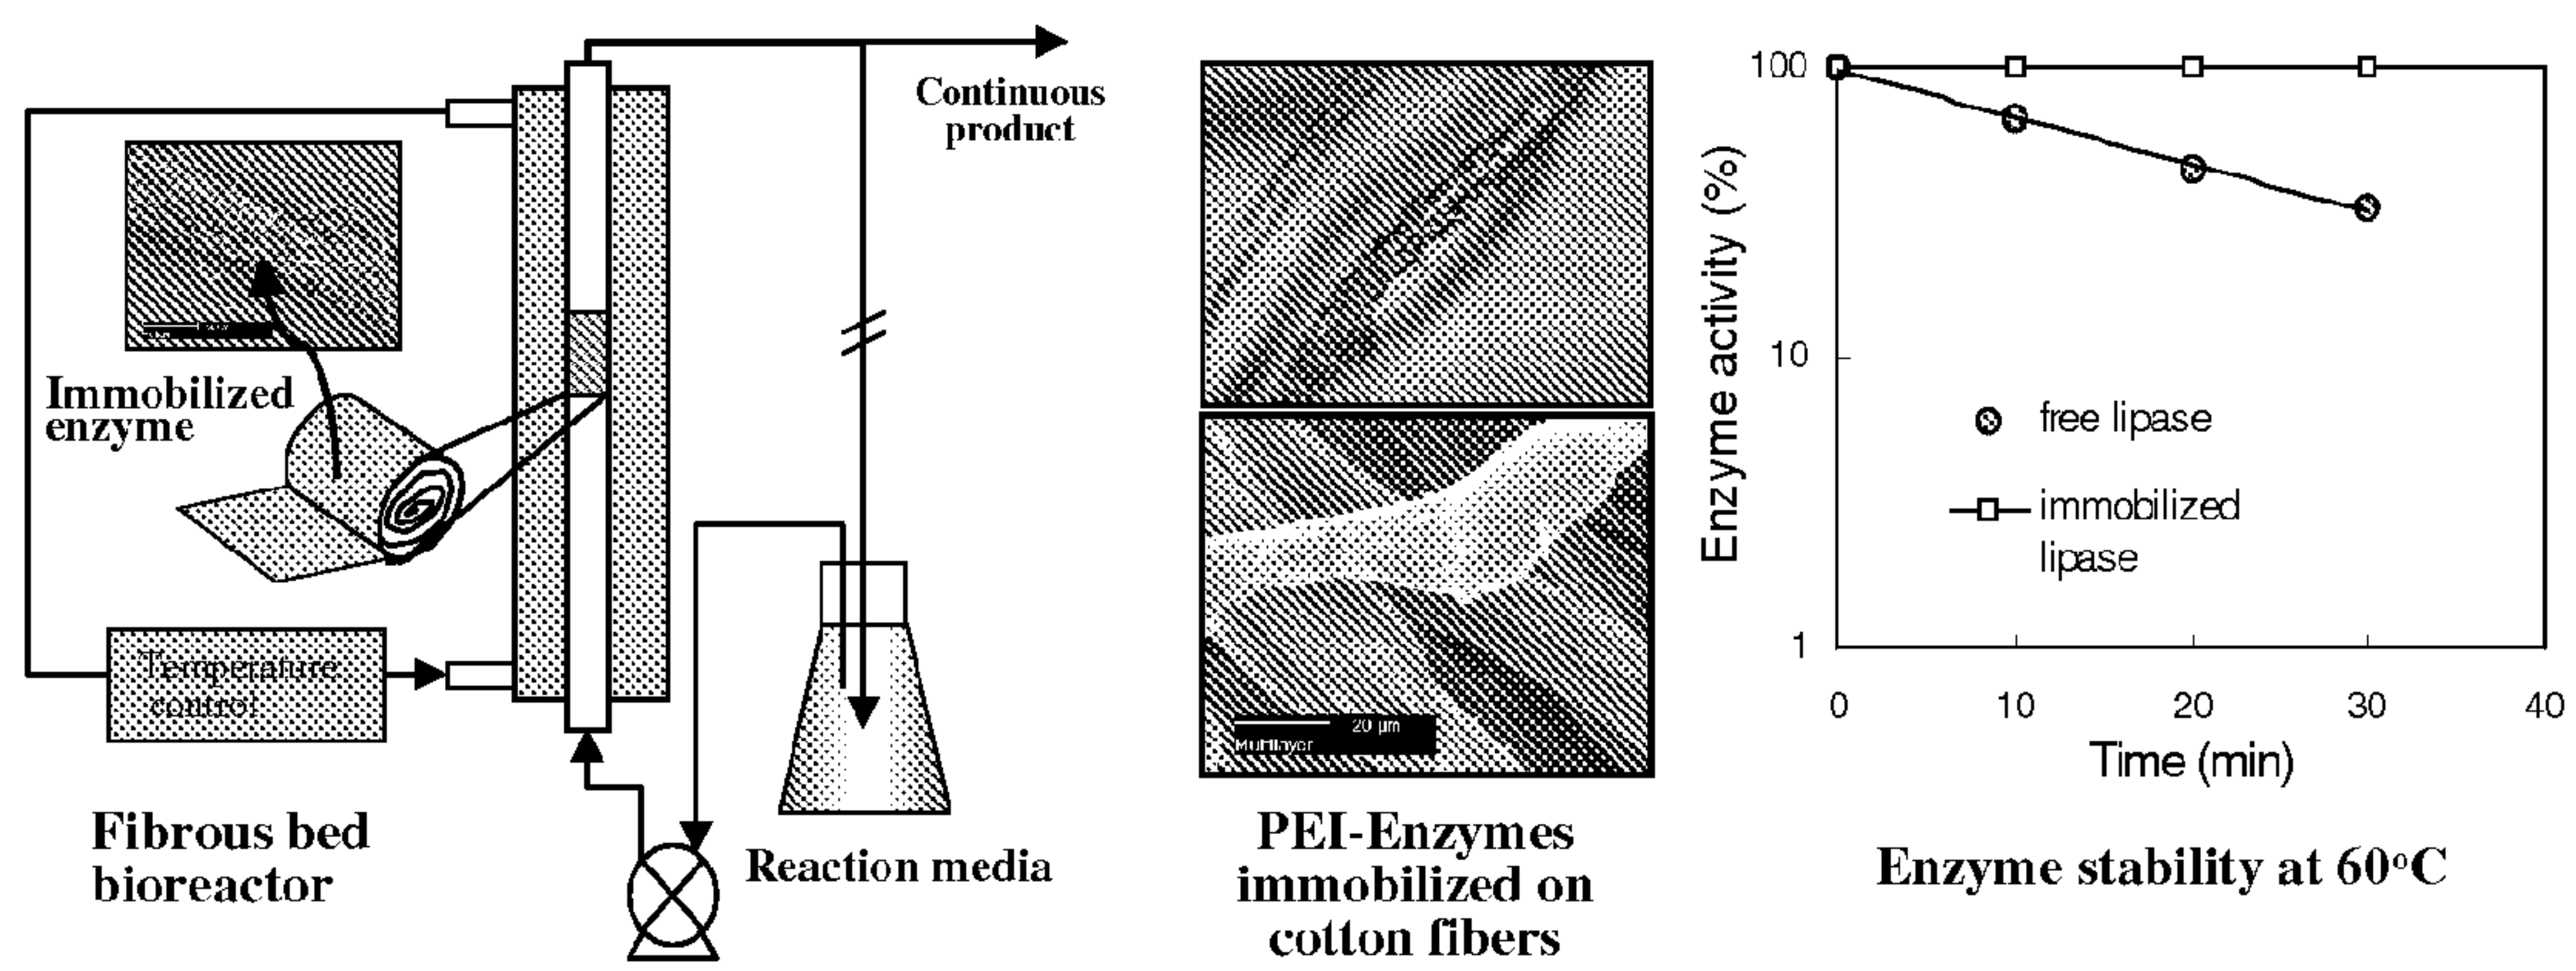 Continuous
product
Immobilized
enzyme
Temperature
control
Fibrous bed
bioreactor
Reaction media
20 µm
Multilayer
PEI-Enzymes
immobilized on
cotton fibers
Enzyme activity (%)
100
10
1
free lipase
immobilized
lipase
0 10 20 30 40
Time (min)
Enzyme stability at 60°C